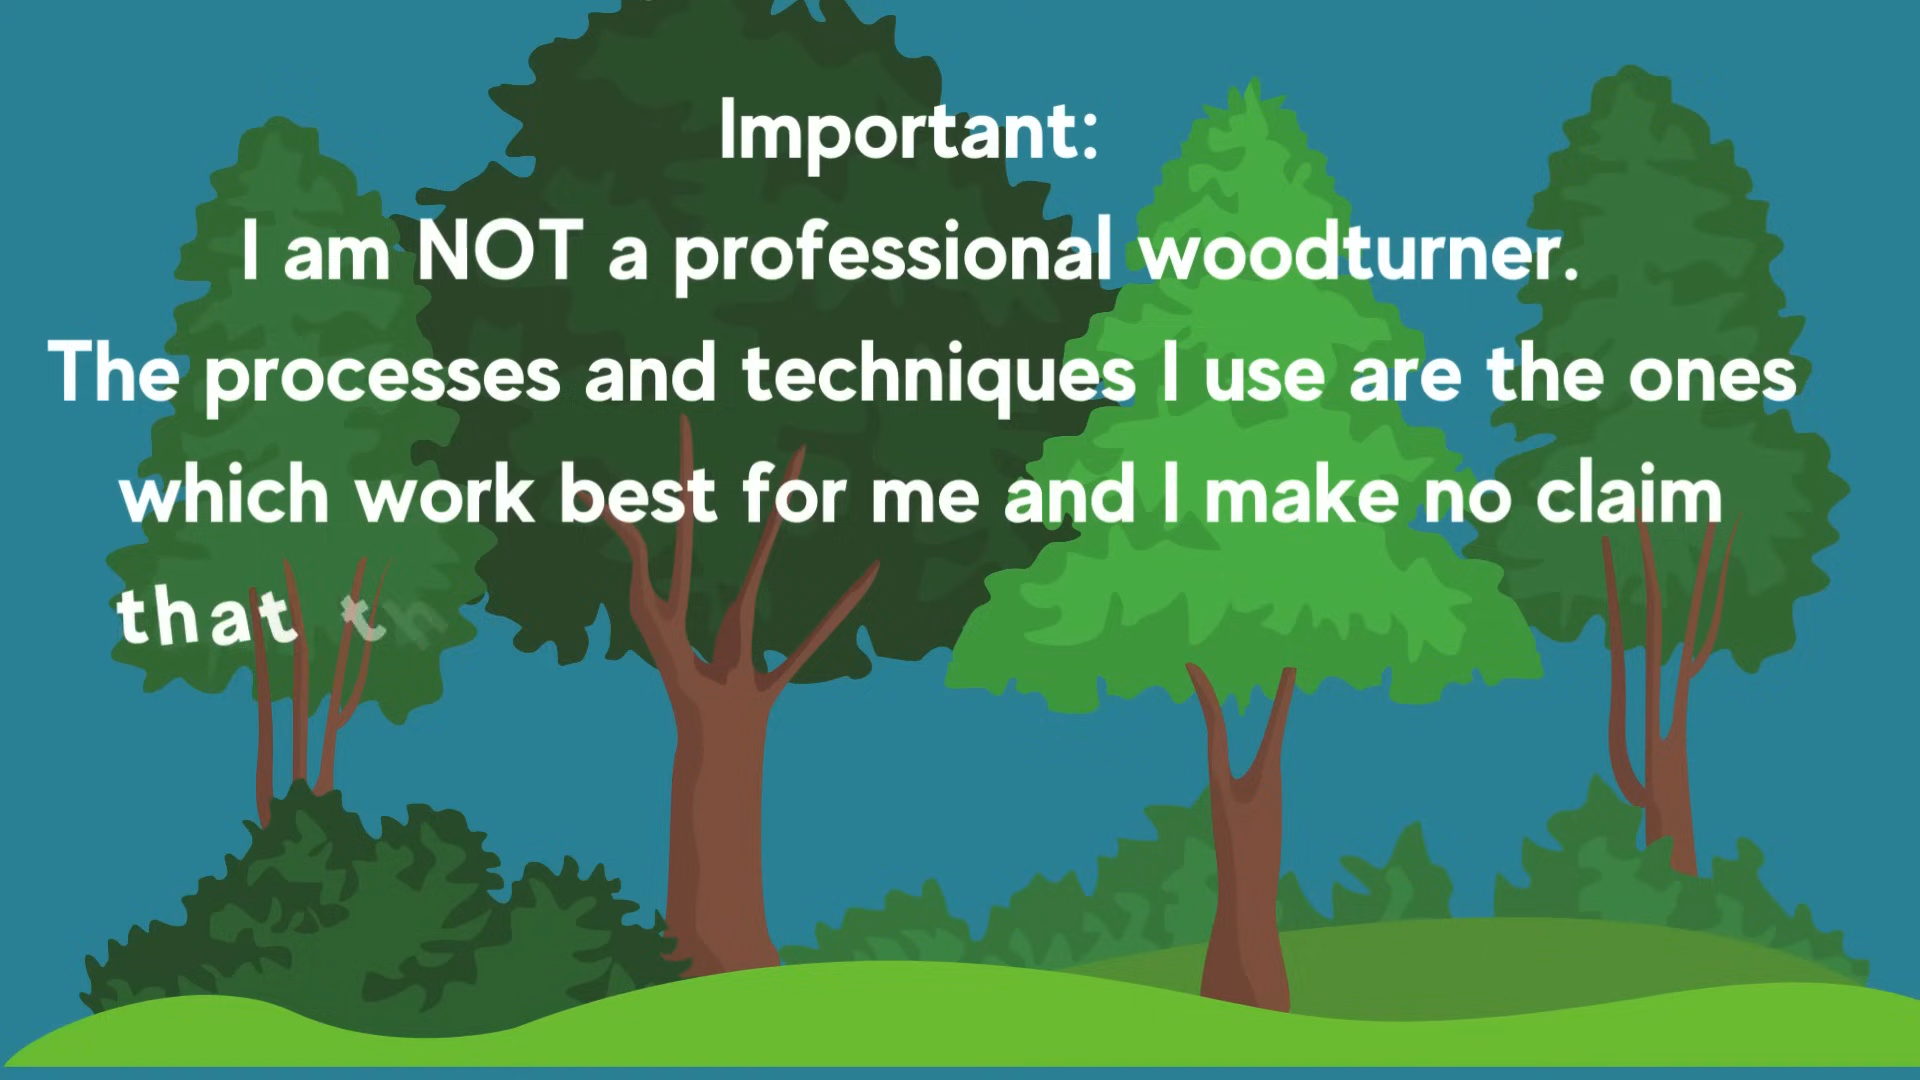 Important:
I am NOT a professional woodturner.
The processes and techniques I use are the ones
which work best for me and I make no claim
that th